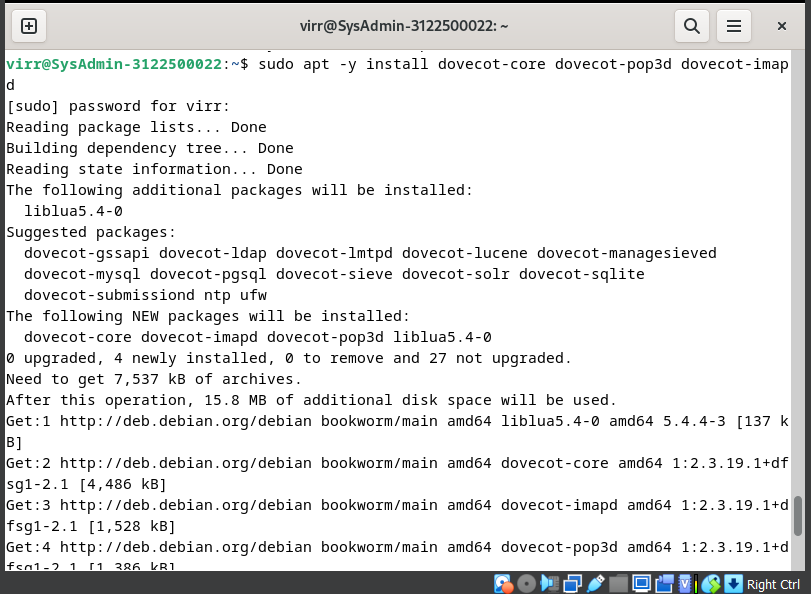 virr@SysAdmin-3122500022: ~
virr@SysAdmin-3122500022:~$ sudo apt -y install dovecot-core dovecot-pop3d dovecot-imap
d
[sudo] password for virr:
Reading package lists... Done
Building dependency tree... Done
Reading state information... Done
The following additional packages will be installed:
  liblua5.4-0
Suggested packages:
  dovecot-gssapi dovecot-ldap dovecot-lmtpd dovecot-lucene dovecot-managesieved
  dovecot-mysql dovecot-pgsql dovecot-sieve dovecot-solr dovecot-sqlite
  dovecot-submissiond ntp ufw
The following NEW packages will be installed:
  dovecot-core dovecot-imapd dovecot-pop3d liblua5.4-0
0 upgraded, 4 newly installed, 0 to remove and 27 not upgraded.
Need to get 7,537 kB of archives.
After this operation, 15.8 MB of additional disk space will be used.
Get:1 http://deb.debian.org/debian bookworm/main amd64 liblua5.4-0 amd64 5.4.4-3 [137 k
B]
Get:2 http://deb.debian.org/debian bookworm/main amd64 dovecot-core amd64 1:2.3.19.1+df
sg1-2.1 [4,486 kB]
Get:3 http://deb.debian.org/debian bookworm/main amd64 dovecot-imapd amd64 1:2.3.19.1+d
fsg1-2.1 [1,528 kB]
Get:4 http://deb.debian.org/debian bookworm/main amd64 dovecot-pop3d amd64 1:2.3.19.1+d
fsg1-2.1 [1,386 kB]
Right Ctrl